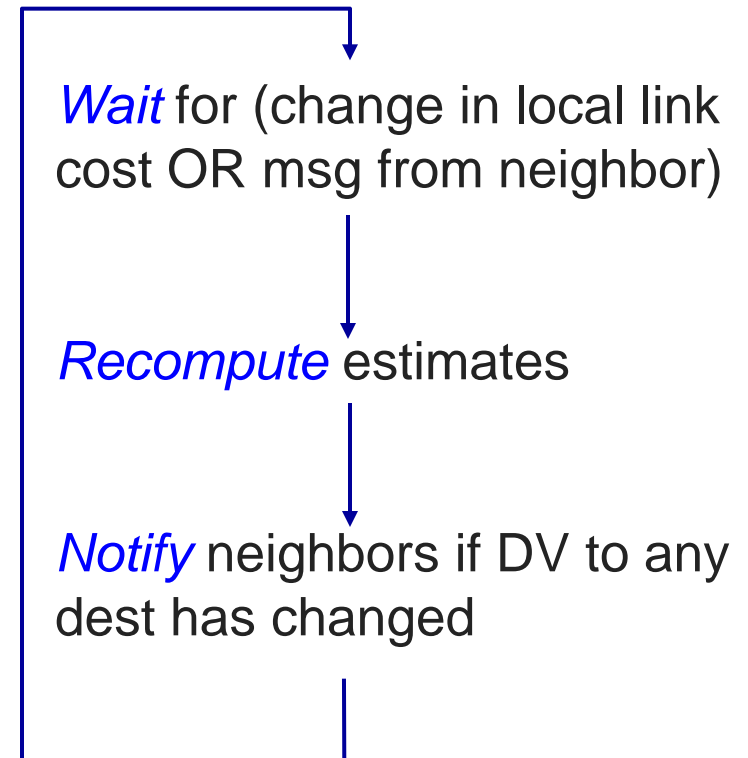 Wait for (change in local link
cost OR msg from neighbor)
Recompute estimates
Notify neighbors if DV to any
dest has changed